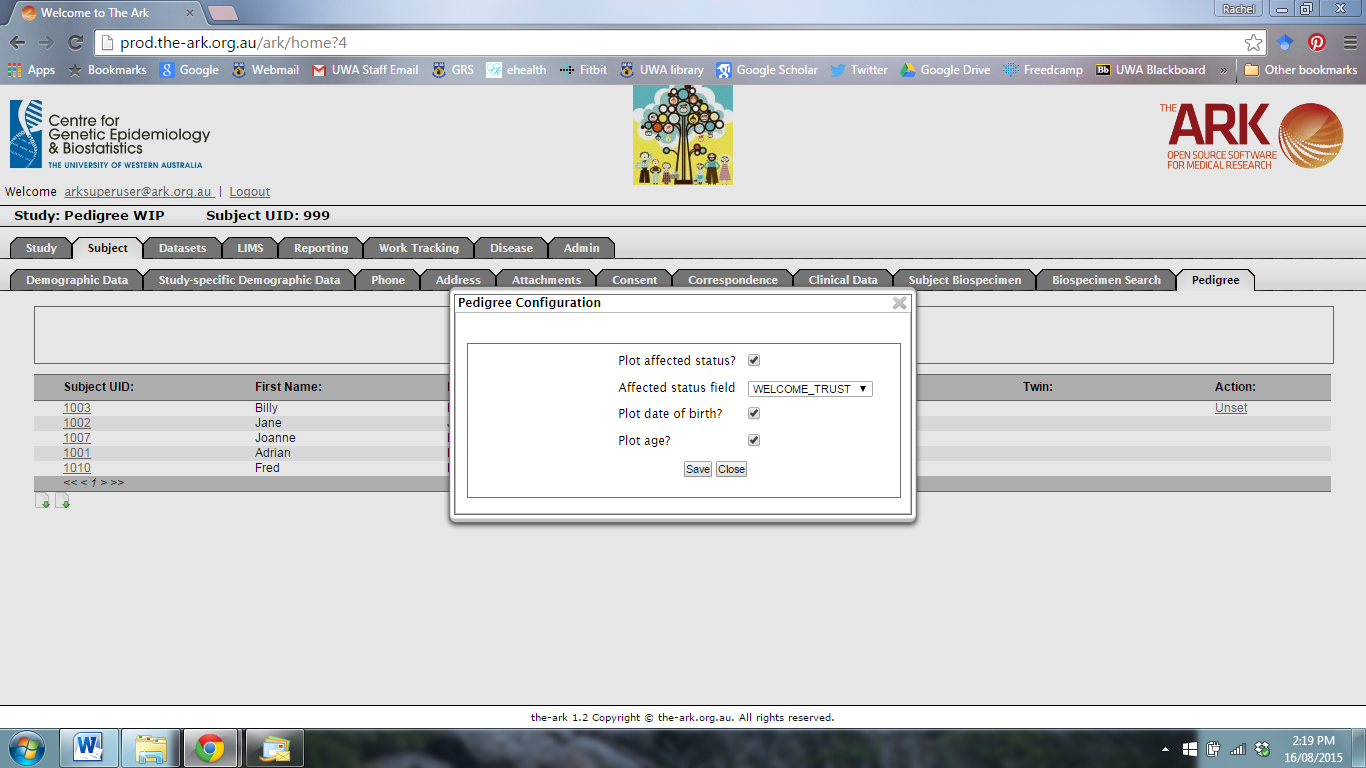 Welcome to The Ark
Rachel
prod.the-ark.org.au/ark/home?4
Apps Bookmarks Google Webmail UWA Staff Email GRS ehealth Fitbit UWA library Google Scholar Twitter Google Drive Freedcamp Bb UWA Blackboard » Other bookmarks
Centre for
Genetic Epidemiology
& Biostatistics
THE UNIVERSITY OF WESTERN AUSTRALIA
THE ARK
OPEN SOURCE SOFTWARE
FOR MEDICAL RESEARCH
Welcome arksuperuser@ark.org.au | Logout
Study: Pedigree WIP Subject UID: 999
Study Subject Datasets LIMS Reporting Work Tracking Disease Admin
Demographic Data Study-specific Demographic Data Phone Address Attachments Consent Correspondence Clinical Data Subject Biospecimen Biospecimen Search Pedigree
Pedigree Configuration
Plot affected status?
Affected status field WELCOME_TRUST
Plot date of birth?
Plot age?
Save Close
Subject UID: First Name: Twin: Action:
1003 Billy Unset
1002 Jane
1007 Joanne
1001 Adrian
1010 Fred
<< < 1 > >>
the-ark 1.2 Copyright © the-ark.org.au. All rights reserved.
2:19 PM
16/08/2015